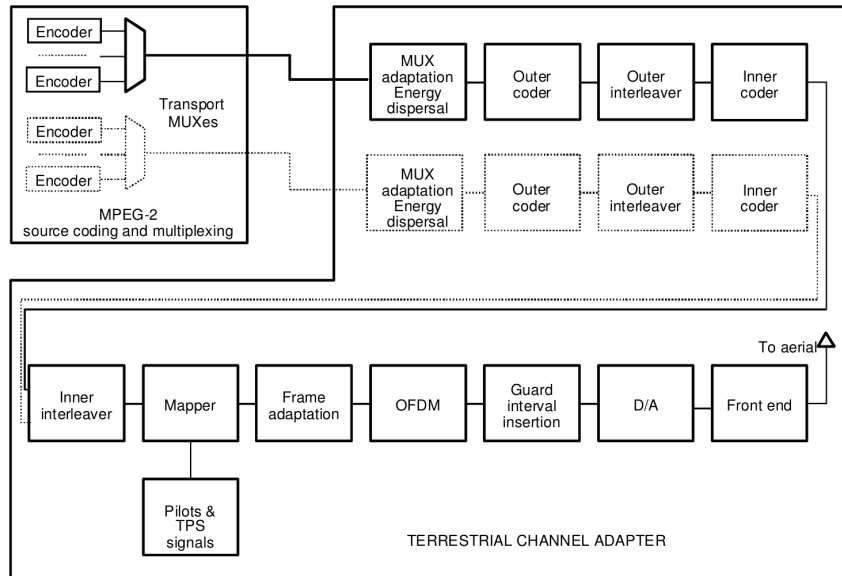 Encoder
Encoder
Transport
MUXes
Encoder
Encoder
MPEG-2
source coding and multiplexing
MUX
adaptation
Energy
dispersal
Outer
coder
Outer
interleaver
Inner
coder
MUX
adaptation
Energy
dispersal
Outer
coder
Outer
interleaver
Inner
coder
To aerial
Inner
interleaver
Mapper
Frame
adaptation
OFDM
Guard
interval
insertion
D/A
Front end
Pilots &
TPS
signals
TERRESTRIAL CHANNEL ADAPTER